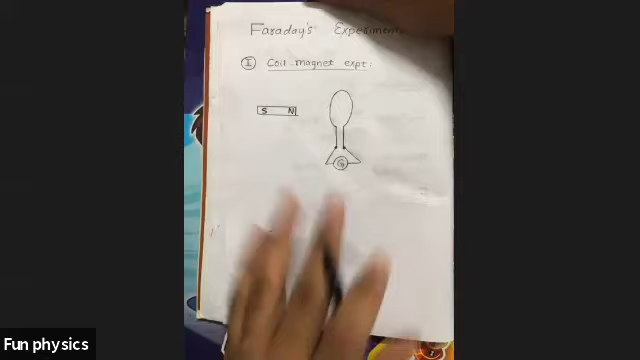 Faraday's Experiments
I Coil magnet expt:
S N
G
Fun physics